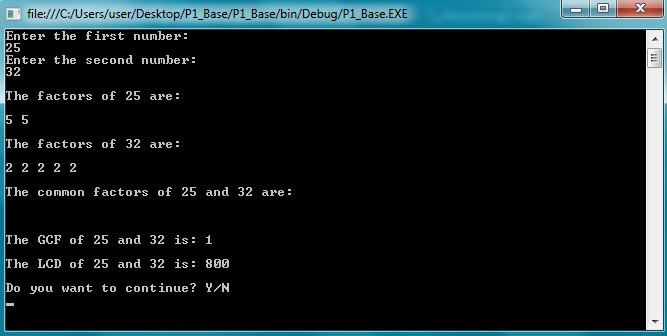 file:///C:/Users/user/Desktop/P1_Base/P1_Base/bin/Debug/P1_Base.EXE
Enter the first number:
25
Enter the second number:
32
The factors of 25 are:
5 5
The factors of 32 are:
2 2 2 2 2
The common factors of 25 and 32 are:
The GCF of 25 and 32 is: 1
The LCD of 25 and 32 is: 800
Do you want to continue? Y/N